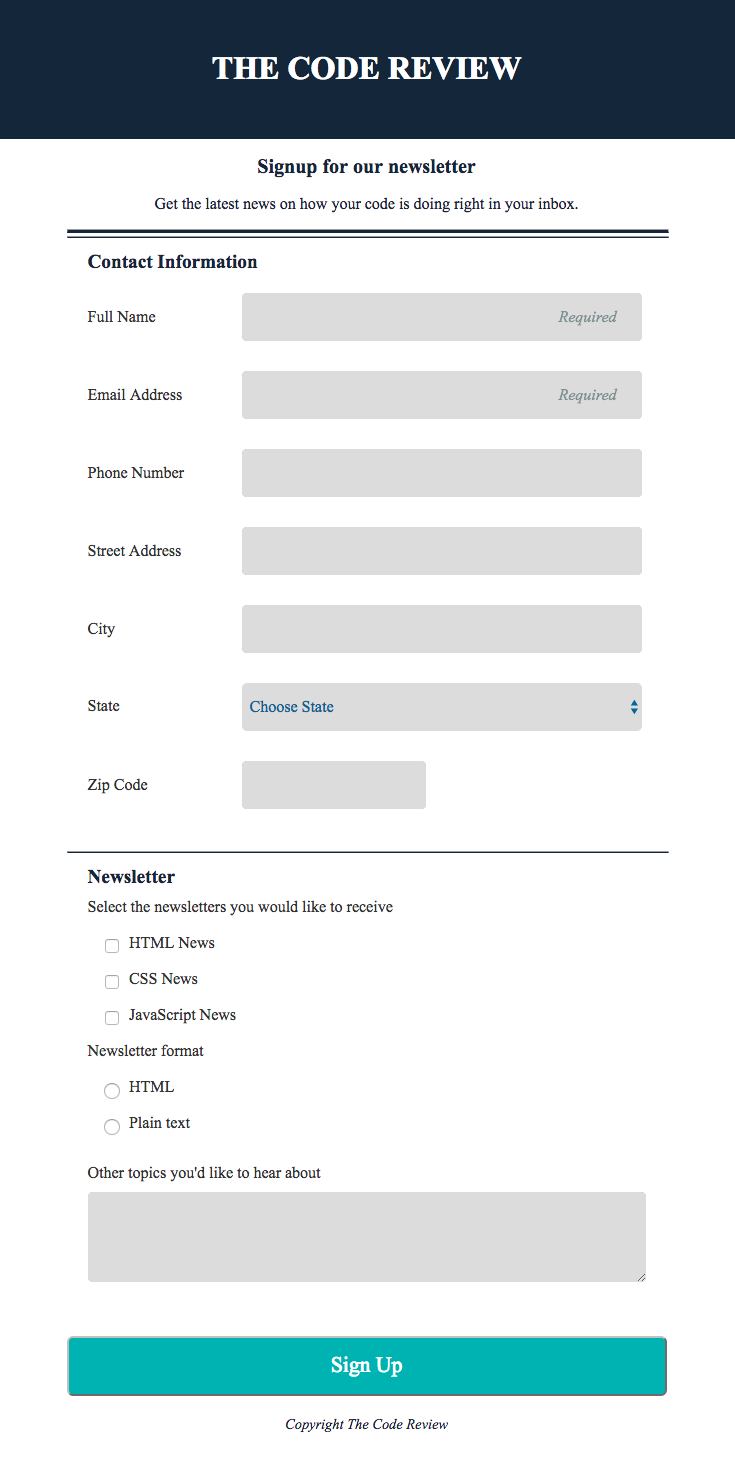 THE CODE REVIEW
Signup for our newsletter
Get the latest news on how your code is doing right in your inbox.
Contact Information
Full Name
Required
Email Address
Required
Phone Number
Street Address
City
State
Choose State
Zip Code
Newsletter
Select the newsletters you would like to receive
HTML News
CSS News
JavaScript News
Newsletter format
HTML
Plain text
Other topics you'd like to hear about
Sign Up
Copyright The Code Review